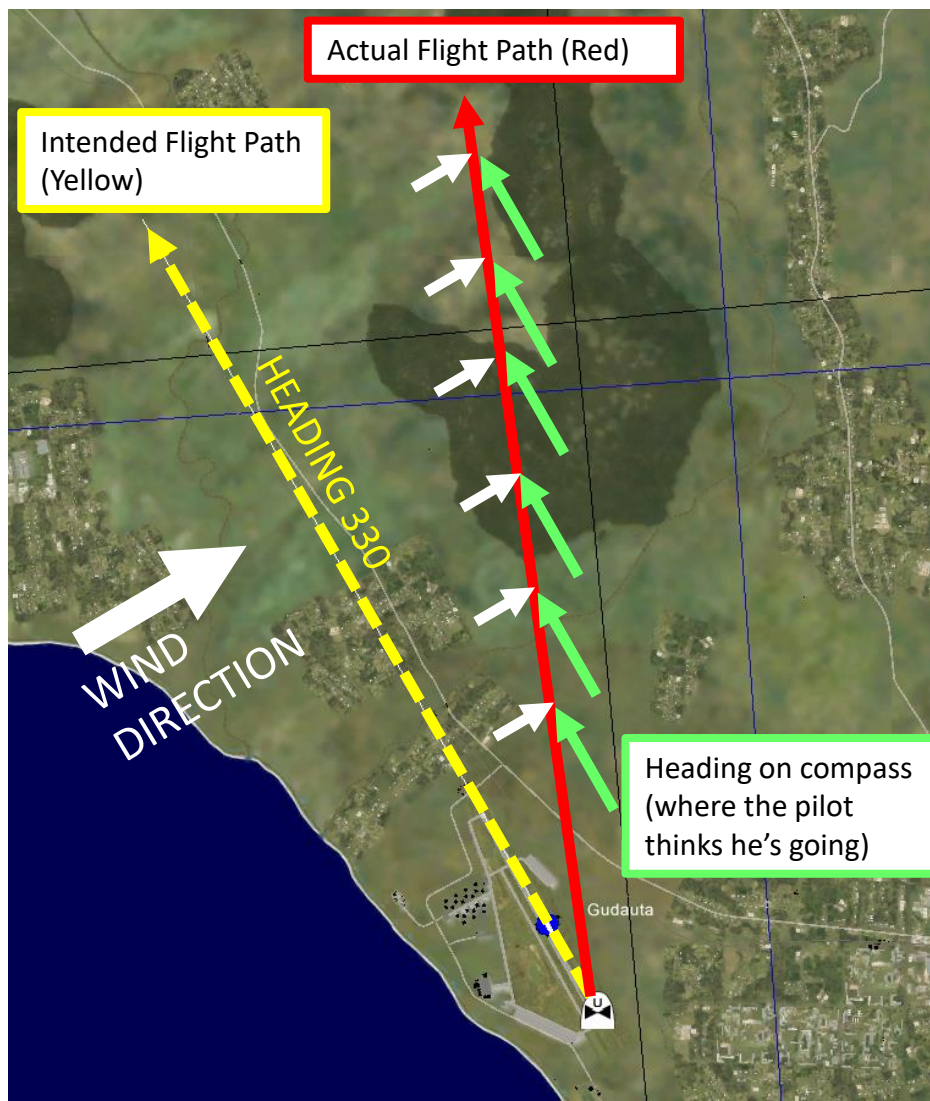 Actual Flight Path (Red)
Intended Flight Path
(Yellow)
HEADING 330
WIND
DIRECTION
Heading on compass
(where the pilot
thinks he’s going)
Gudauta
U